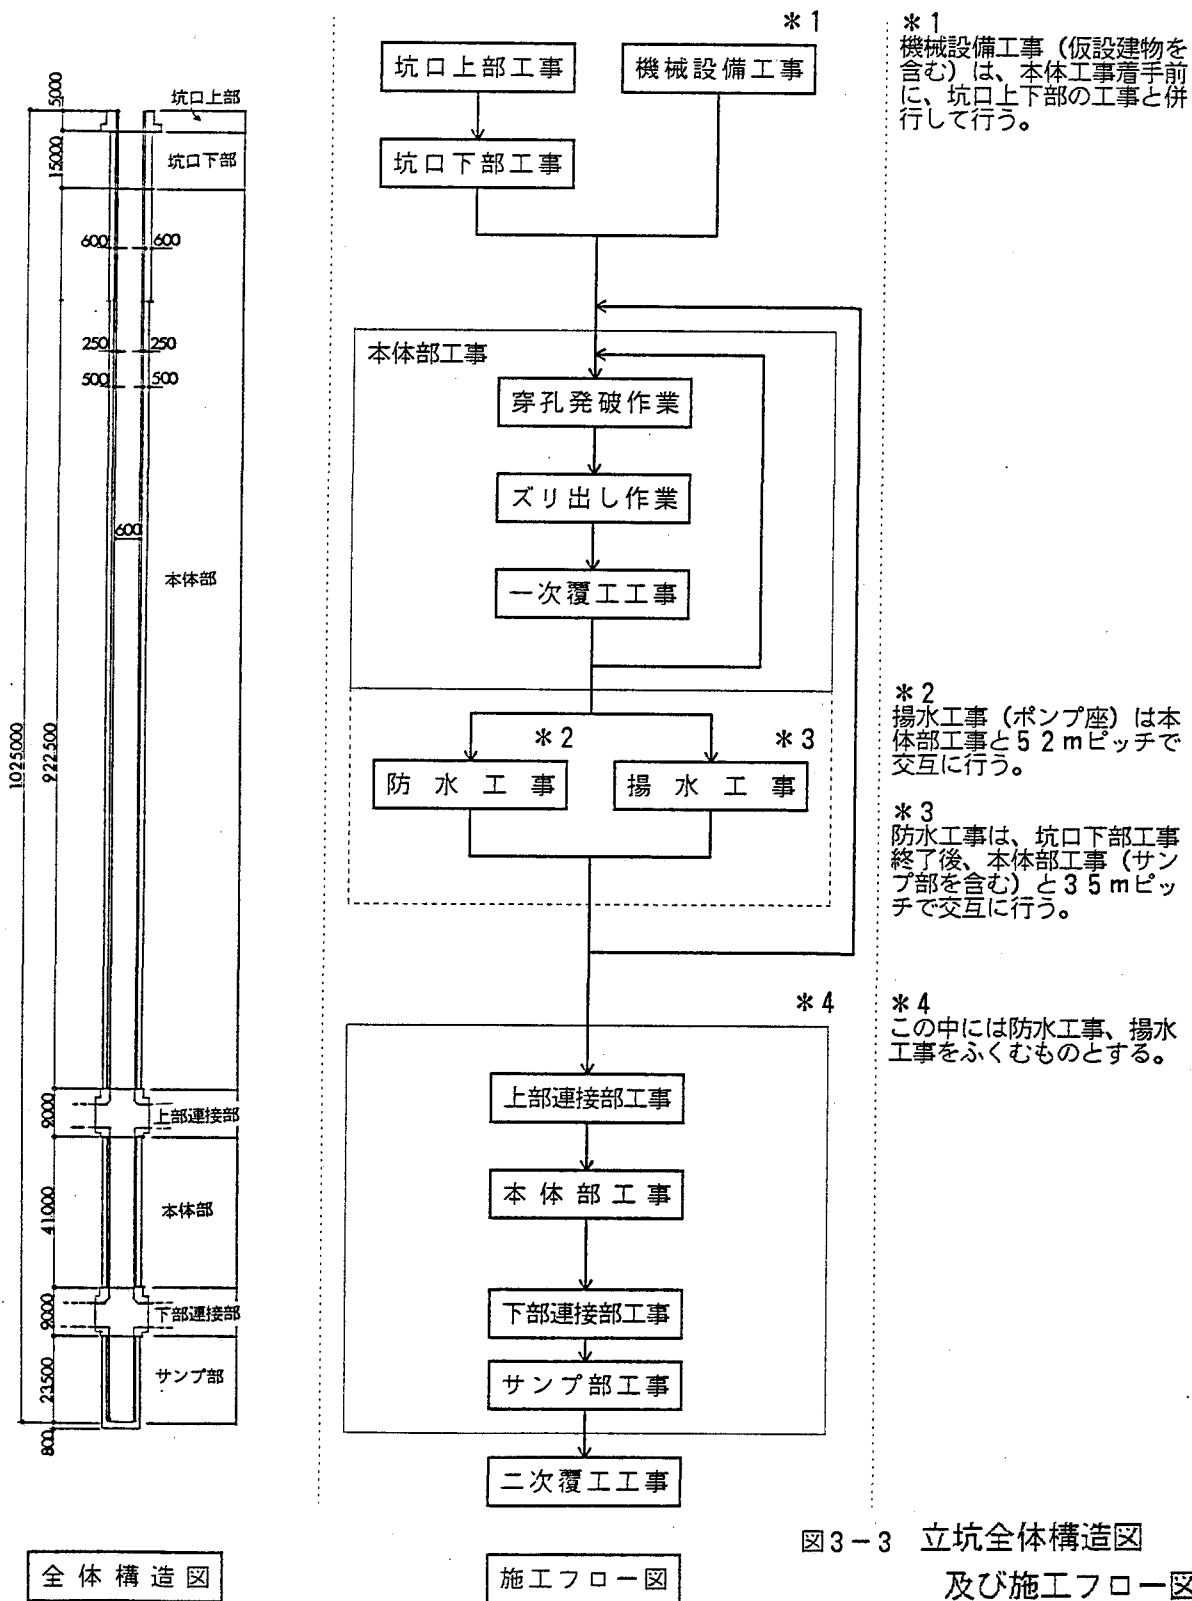 5000
坑口上部
15000
坑口下部
600
600
250
250
500
500
600
本体部
1025000
922500
9000
上部連接部
41000
本体部
9000
下部連接部
23500
サンプ部
800
全体構造図
*1
坑口上部工事
機械設備工事
坑口下部工事
本体部工事
穿孔発破作業
ズリ出し作業
一次覆工工事
*2
*3
防水工事
揚水工事
*4
上部連接部工事
本体部工事
下部連接部工事
サンプ部工事
二次覆工工事
施工フロー図
*1
機械設備工事(仮設建物を
含む)は、本体工事着手前
に、坑口上下部の工事と併
行して行う。
*2
揚水工事(ポンプ座)は本
体部工事と52mピッチで
交互に行う。
*3
防水工事は、坑口下部工事
終了後、本体部工事(サン
プ部を含む)と35mピッ
チで交互に行う。
*4
この中には防水工事、揚水
工事をふくむものとする。
図3-3 立坑全体構造図
及び施工フロー図